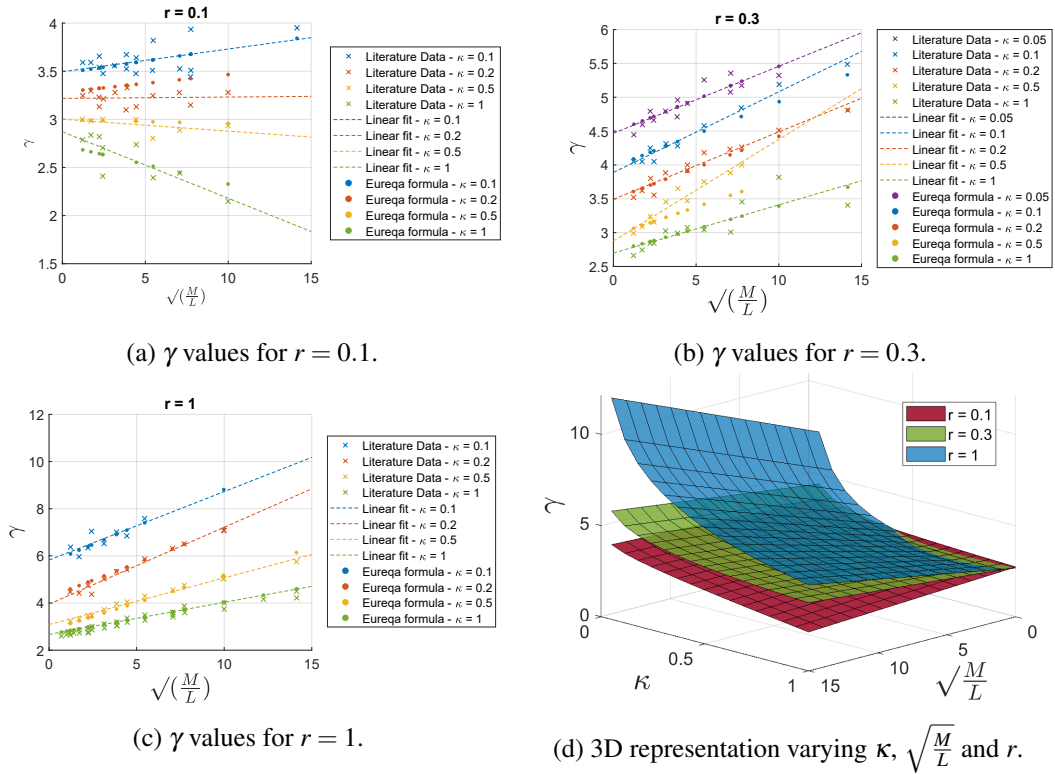 r = 0.1
4
3.5
3
2.5
2
1.5
γ
0
5
10
15
√(M/L)
Literature Data - κ = 0.1
Literature Data - κ = 0.2
Literature Data - κ = 0.5
Literature Data - κ = 1
Linear fit - κ = 0.1
Linear fit - κ = 0.2
Linear fit - κ = 0.5
Linear fit - κ = 1
Eureqa formula - κ = 0.1
Eureqa formula - κ = 0.2
Eureqa formula - κ = 0.5
Eureqa formula - κ = 1
(a) γ values for r = 0.1.
r = 0.3
6
5.5
5
4.5
4
3.5
3
2.5
γ
0
5
10
15
√(M/L)
Literature Data - κ = 0.05
Literature Data - κ = 0.1
Literature Data - κ = 0.2
Literature Data - κ = 0.5
Literature Data - κ = 1
Linear fit - κ = 0.05
Linear fit - κ = 0.1
Linear fit - κ = 0.2
Linear fit - κ = 0.5
Linear fit - κ = 1
Eureqa formula - κ = 0.05
Eureqa formula - κ = 0.1
Eureqa formula - κ = 0.2
Eureqa formula - κ = 0.5
Eureqa formula - κ = 1
(b) γ values for r = 0.3.
r = 1
12
10
8
6
4
2
γ
0
5
10
15
√(M/L)
Literature Data - κ = 0.1
Literature Data - κ = 0.2
Literature Data - κ = 0.5
Literature Data - κ = 1
Linear fit - κ = 0.1
Linear fit - κ = 0.2
Linear fit - κ = 0.5
Linear fit - κ = 1
Eureqa formula - κ = 0.1
Eureqa formula - κ = 0.2
Eureqa formula - κ = 0.5
Eureqa formula - κ = 1
(c) γ values for r = 1.
r = 0.1
r = 0.3
r = 1
10
5
0
γ
0
0.5
1
κ
15
10
5
0
√M/L
(d) 3D representation varying κ, √M/L and r.